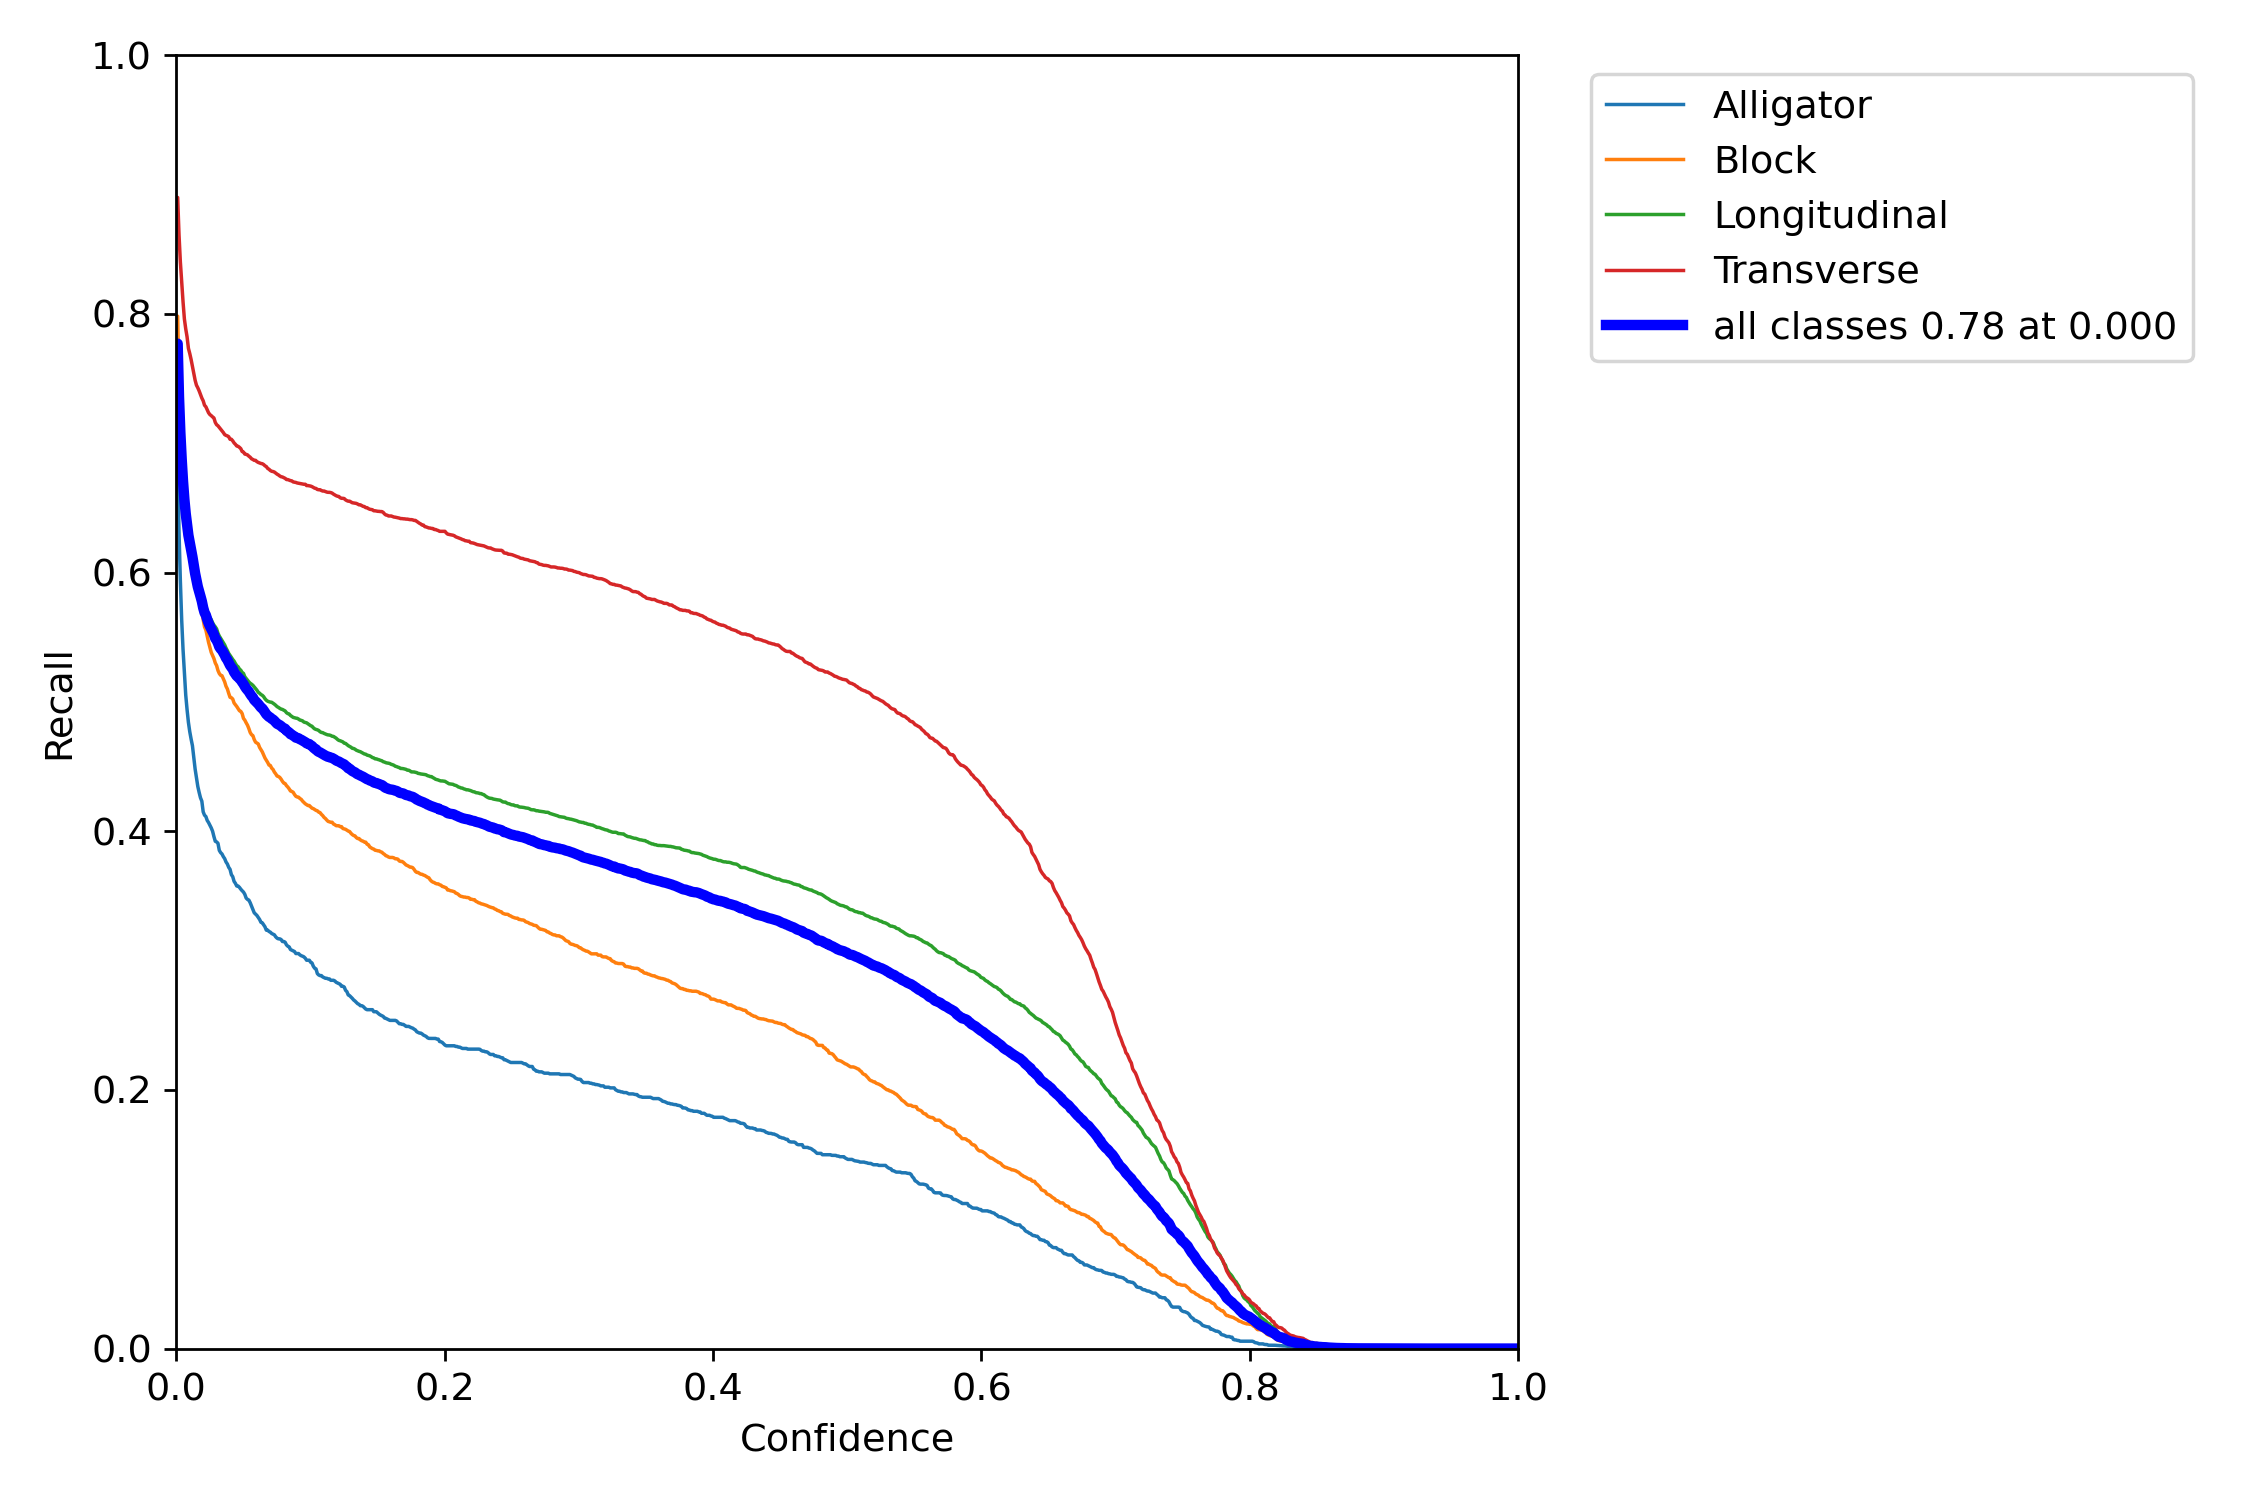 1.0
0.8
0.6
0.4
0.2
0.0
Recall
0.0 0.2 0.4 0.6 0.8 1.0
Confidence
Alligator
Block
Longitudinal
Transverse
all classes 0.78 at 0.000